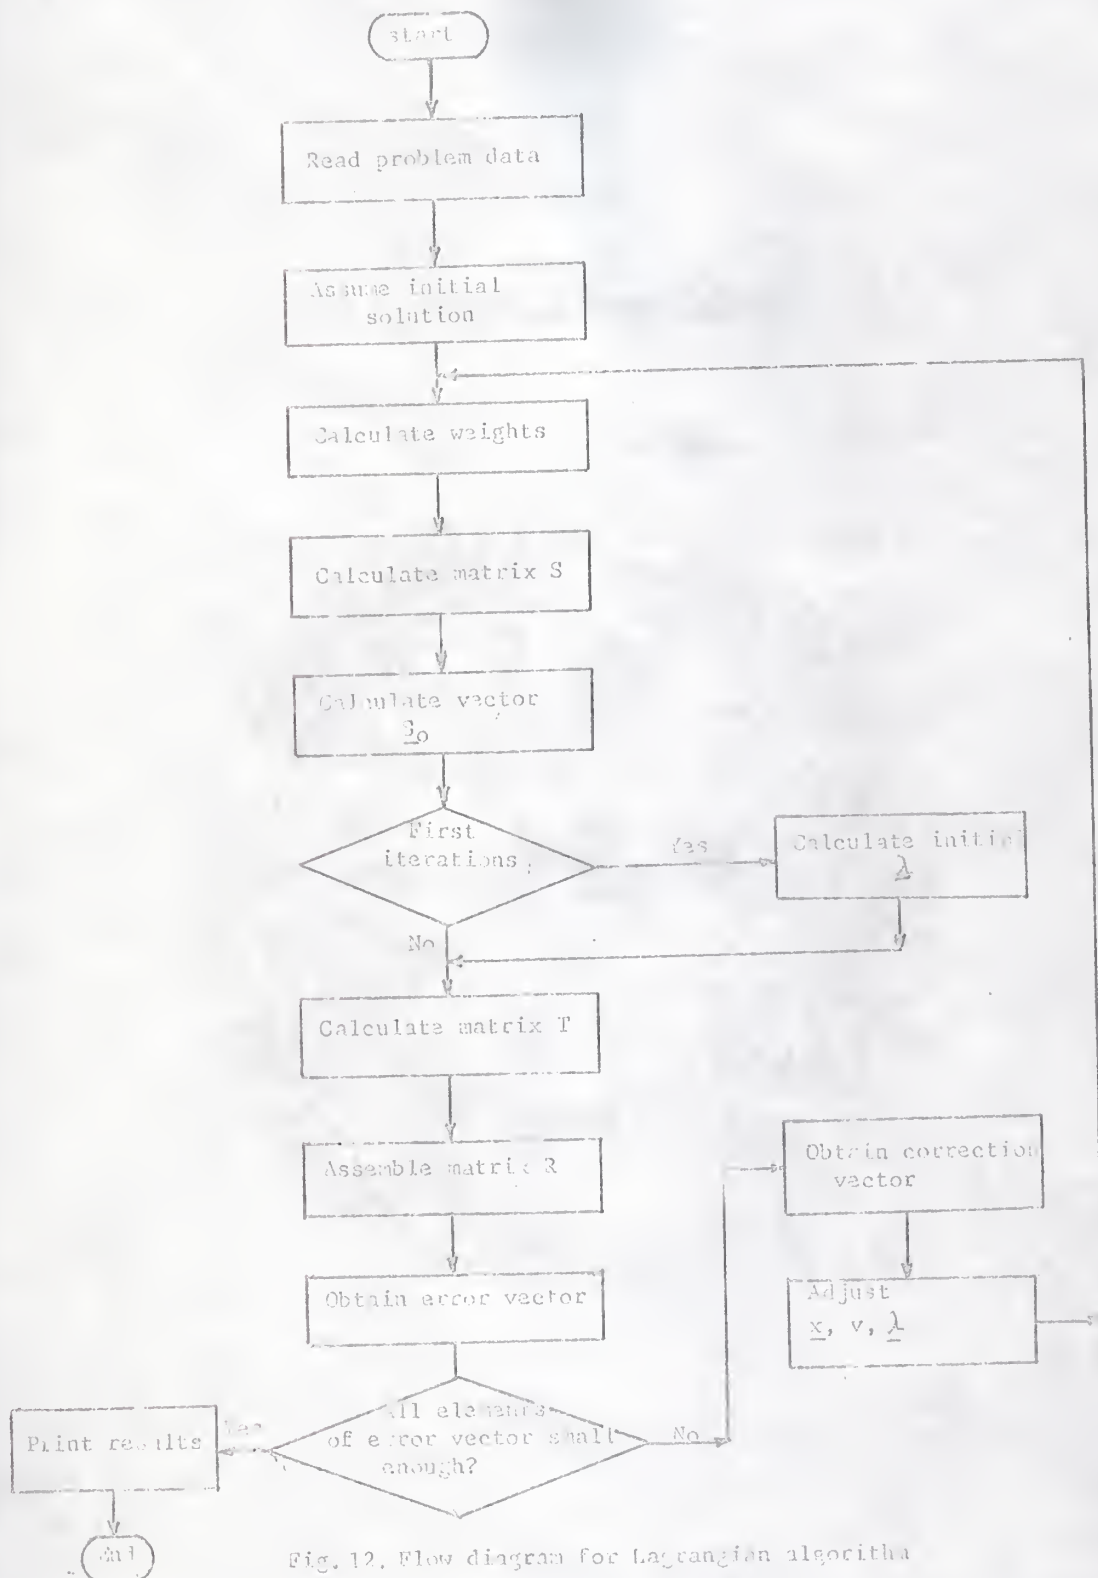 start
Read problem data
Assume initial
solution
Calculate weights
Calculate matrix S
Calculate vector
S₀
First
iterations
Yes
Calculate initial
λ
No
Calculate matrix T
Assemble matrix R
Obtain correction
vector
Obtain error vector
Adjust
x, v, λ
All elements
of error vector small
enough?
Yes
No
Print results
End
Fig. 12. Flow diagram for Lagrangian algorithm